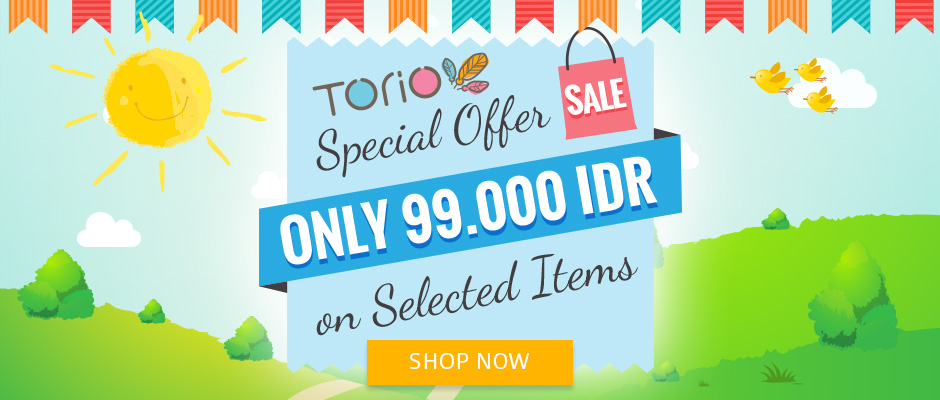 Torio
Special Offer
SALE
ONLY 99.000 IDR
on Selected Items
SHOP NOW